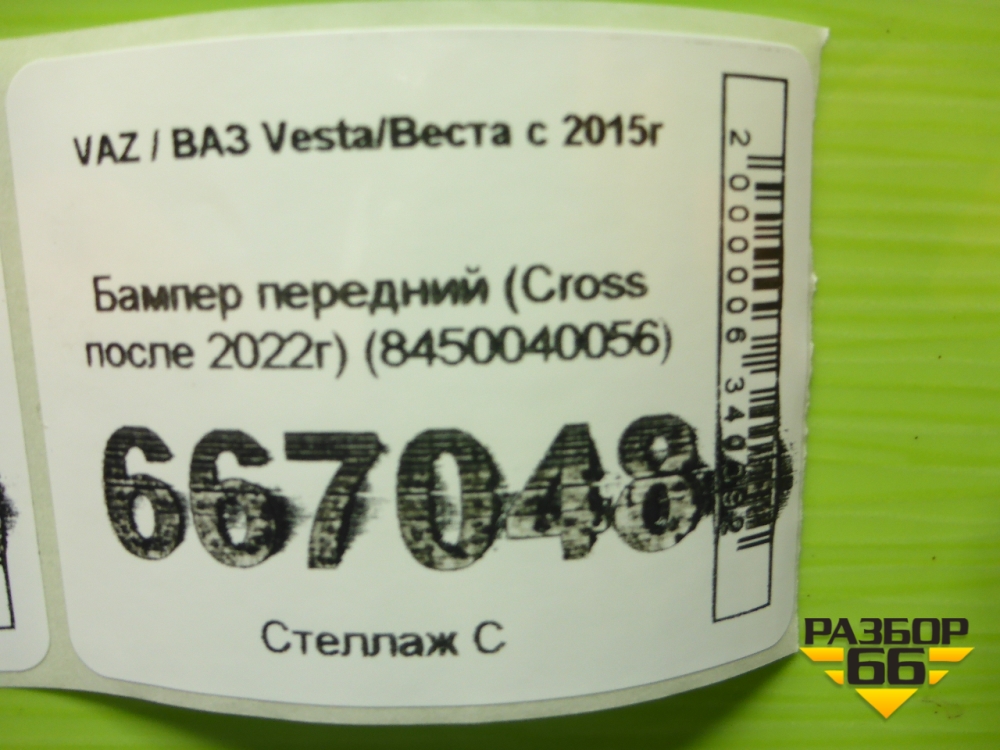 VAZ / ВАЗ Vesta/Веста с 2015г
Бампер передний (Cross
после 2022г) (8450040056)
667048
Стеллаж С
РАЗБОР
66